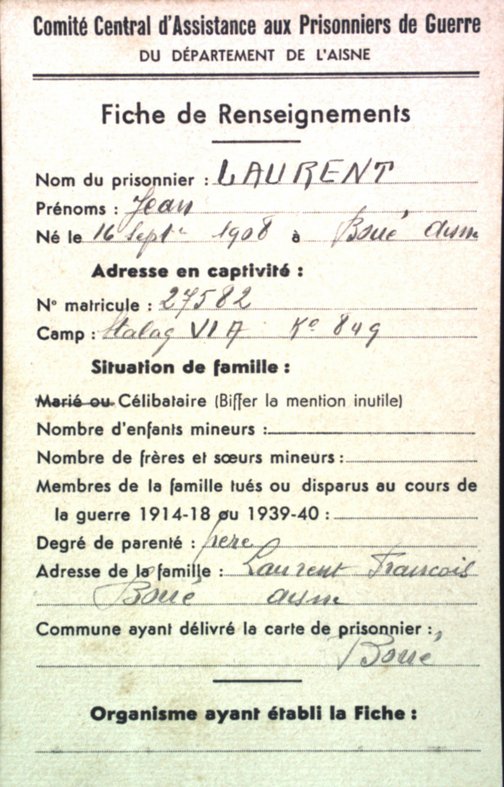 Comité Central d'Assistance aux Prisonniers de Guerre
DU DÉPARTEMENT DE L'AISNE
Fiche de Renseignements
Nom du prisonnier : LAURENT
Prénoms : Jean
Né le 16 Sept 1908 à Boué Aisne
Adresse en captivité :
N° matricule : 27582
Camp : Stalag VI A K° 849
Situation de famille :
Marié ou Célibataire (Biffer la mention inutile)
Nombre d'enfants mineurs :
Nombre de frères et sœurs mineurs :
Membres de la famille tués ou disparus au cours de
la guerre 1914-18 ou 1939-40 :
Degré de parenté : père
Adresse de la famille : Laurent Francois
Boué Aisne
Commune ayant délivré la carte de prisonnier :
Boué
Organisme ayant établi la Fiche :